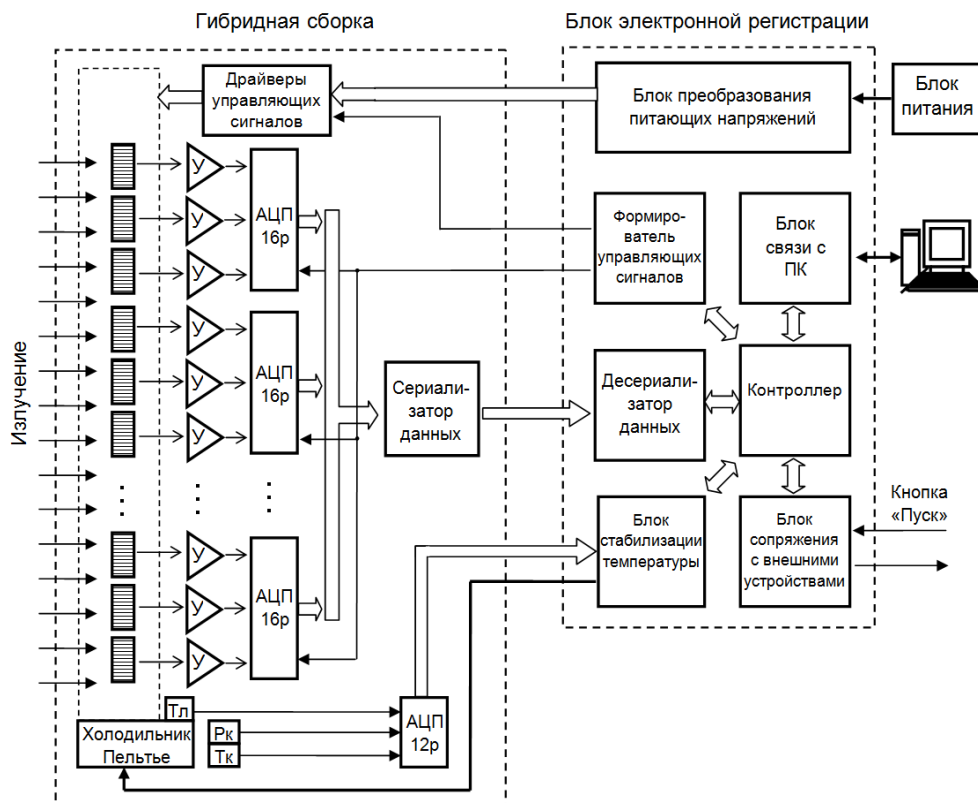 Гибридная сборка
Блок электронной регистрации
Драйверы
управляющих
сигналов
Блок преобразования
питающих напряжений
Блок
питания
Излучение
У
У
У
АЦП
16р
Формиро-
ватель
управляющих
сигналов
Блок
связи с
ПК
У
У
У
АЦП
16р
Сериали-
затор
данных
Десериали-
затор
данных
Контроллер
У
У
У
АЦП
16р
Блок
стабилизации
температуры
Блок
сопряжения
с внешними
устройствами
Кнопка
«Пуск»
Тл
Холодильник
Пельтье
Рк
Тк
АЦП
12р